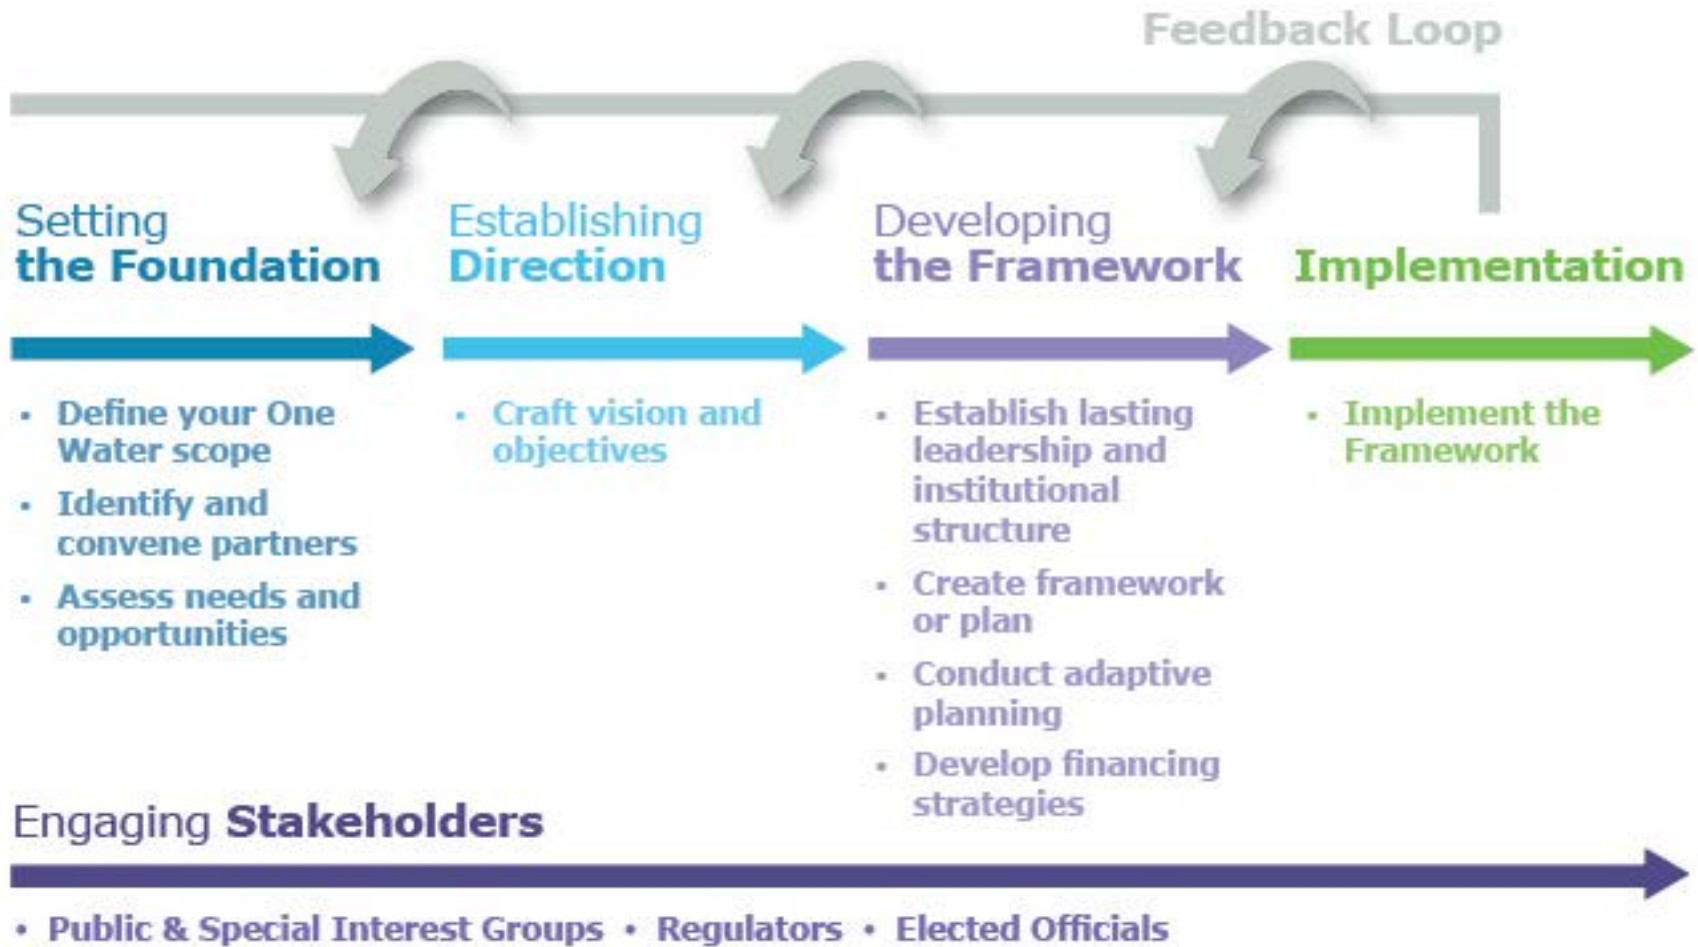 Feedback Loop
Setting
the Foundation
Establishing
Direction
Developing
the Framework
Implementation
• Define your One
Water scope
• Identify and
convene partners
• Assess needs and
opportunities
• Craft vision and
objectives
• Establish lasting
leadership and
institutional
structure
• Create framework
or plan
• Conduct adaptive
planning
• Develop financing
strategies
• Implement the
Framework
Engaging Stakeholders
• Public & Special Interest Groups • Regulators • Elected Officials